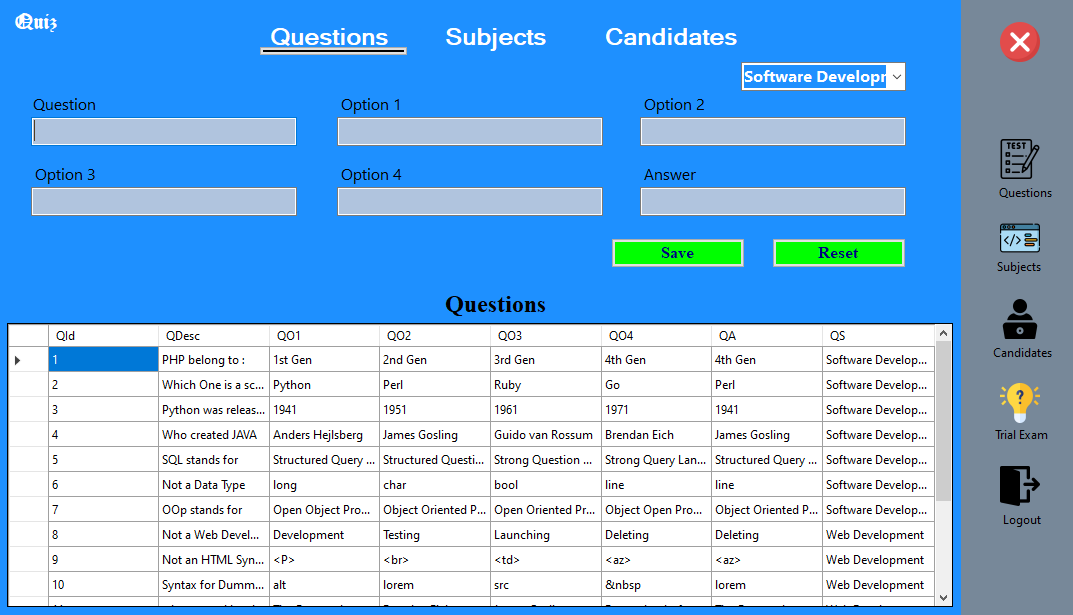 Quiz
Questions Subjects Candidates
Software Developr
Question Option 1 Option 2
Option 3 Option 4 Answer
Save Reset
Questions
QId QDesc QO1 QO2 QO3 QO4 QA QS
1 PHP belong to : 1st Gen 2nd Gen 3rd Gen 4th Gen 4th Gen Software Develop...
2 Which One is a sc... Python Perl Ruby Go Perl Software Develop...
3 Python was releas... 1941 1951 1961 1971 1941 Software Develop...
4 Who created JAVA Anders Hejlsberg James Gosling Guido van Rossum Brendan Eich James Gosling Software Develop...
5 SQL stands for Structured Query ... Structured Questi... Strong Question ... Strong Query Lan... Structured Query ... Software Develop...
6 Not a Data Type long char bool line line Software Develop...
7 OOp stands for Open Object Pro... Object Oriented P... Open Oriented Pr... Object Open Pro... Object Oriented P... Software Develop...
8 Not a Web Devel... Development Testing Launching Deleting Deleting Web Development
9 Not an HTML Syn... <P> <br> <td> <az> <az> Web Development
10 Syntax for Dumm... alt lorem src &nbsp lorem Web Development
TEST
Questions
</>
Subjects
Candidates
?
Trial Exam
Logout